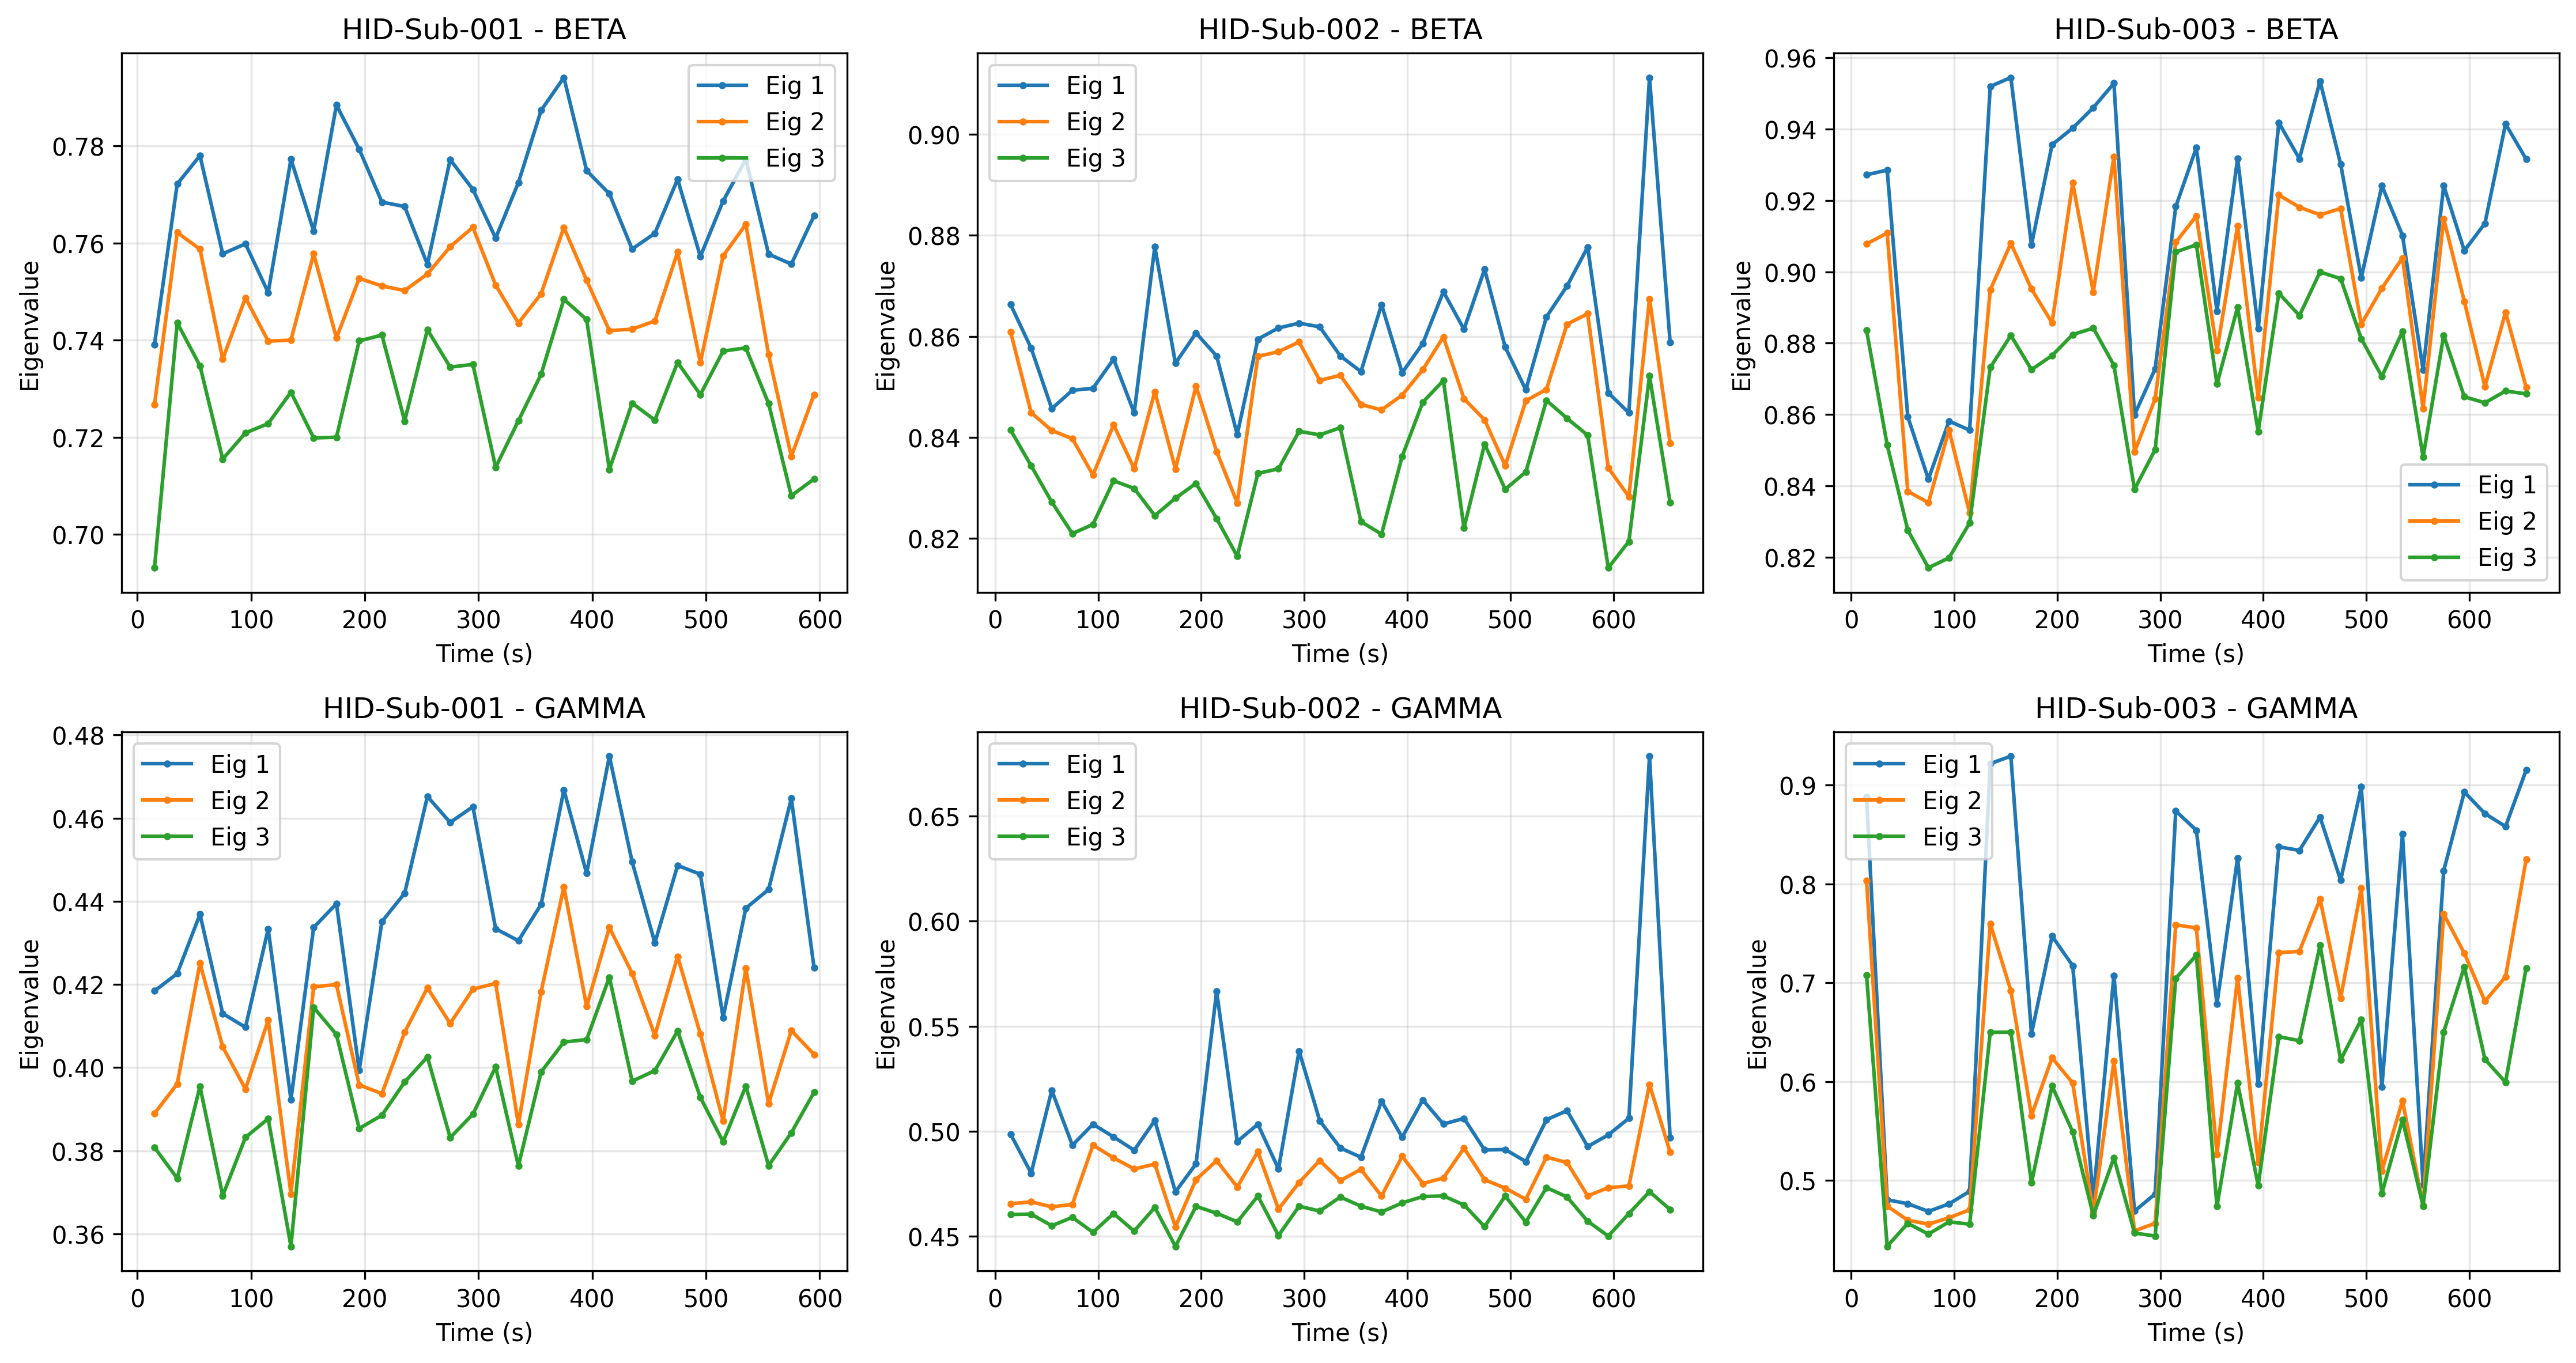 HID-Sub-001 - BETA
Eigenvalue
0.78
0.76
0.74
0.72
0.70
Eig 1
Eig 2
Eig 3
0 100 200 300 400 500 600
Time (s)
HID-Sub-002 - BETA
Eigenvalue
0.90
0.88
0.86
0.84
0.82
Eig 1
Eig 2
Eig 3
0 100 200 300 400 500 600
Time (s)
HID-Sub-003 - BETA
Eigenvalue
0.96
0.94
0.92
0.90
0.88
0.86
0.84
0.82
Eig 1
Eig 2
Eig 3
0 100 200 300 400 500 600
Time (s)
HID-Sub-001 - GAMMA
Eigenvalue
0.48
0.46
0.44
0.42
0.40
0.38
0.36
Eig 1
Eig 2
Eig 3
0 100 200 300 400 500 600
Time (s)
HID-Sub-002 - GAMMA
Eigenvalue
0.65
0.60
0.55
0.50
0.45
Eig 1
Eig 2
Eig 3
0 100 200 300 400 500 600
Time (s)
HID-Sub-003 - GAMMA
Eigenvalue
0.9
0.8
0.7
0.6
0.5
Eig 1
Eig 2
Eig 3
0 100 200 300 400 500 600
Time (s)